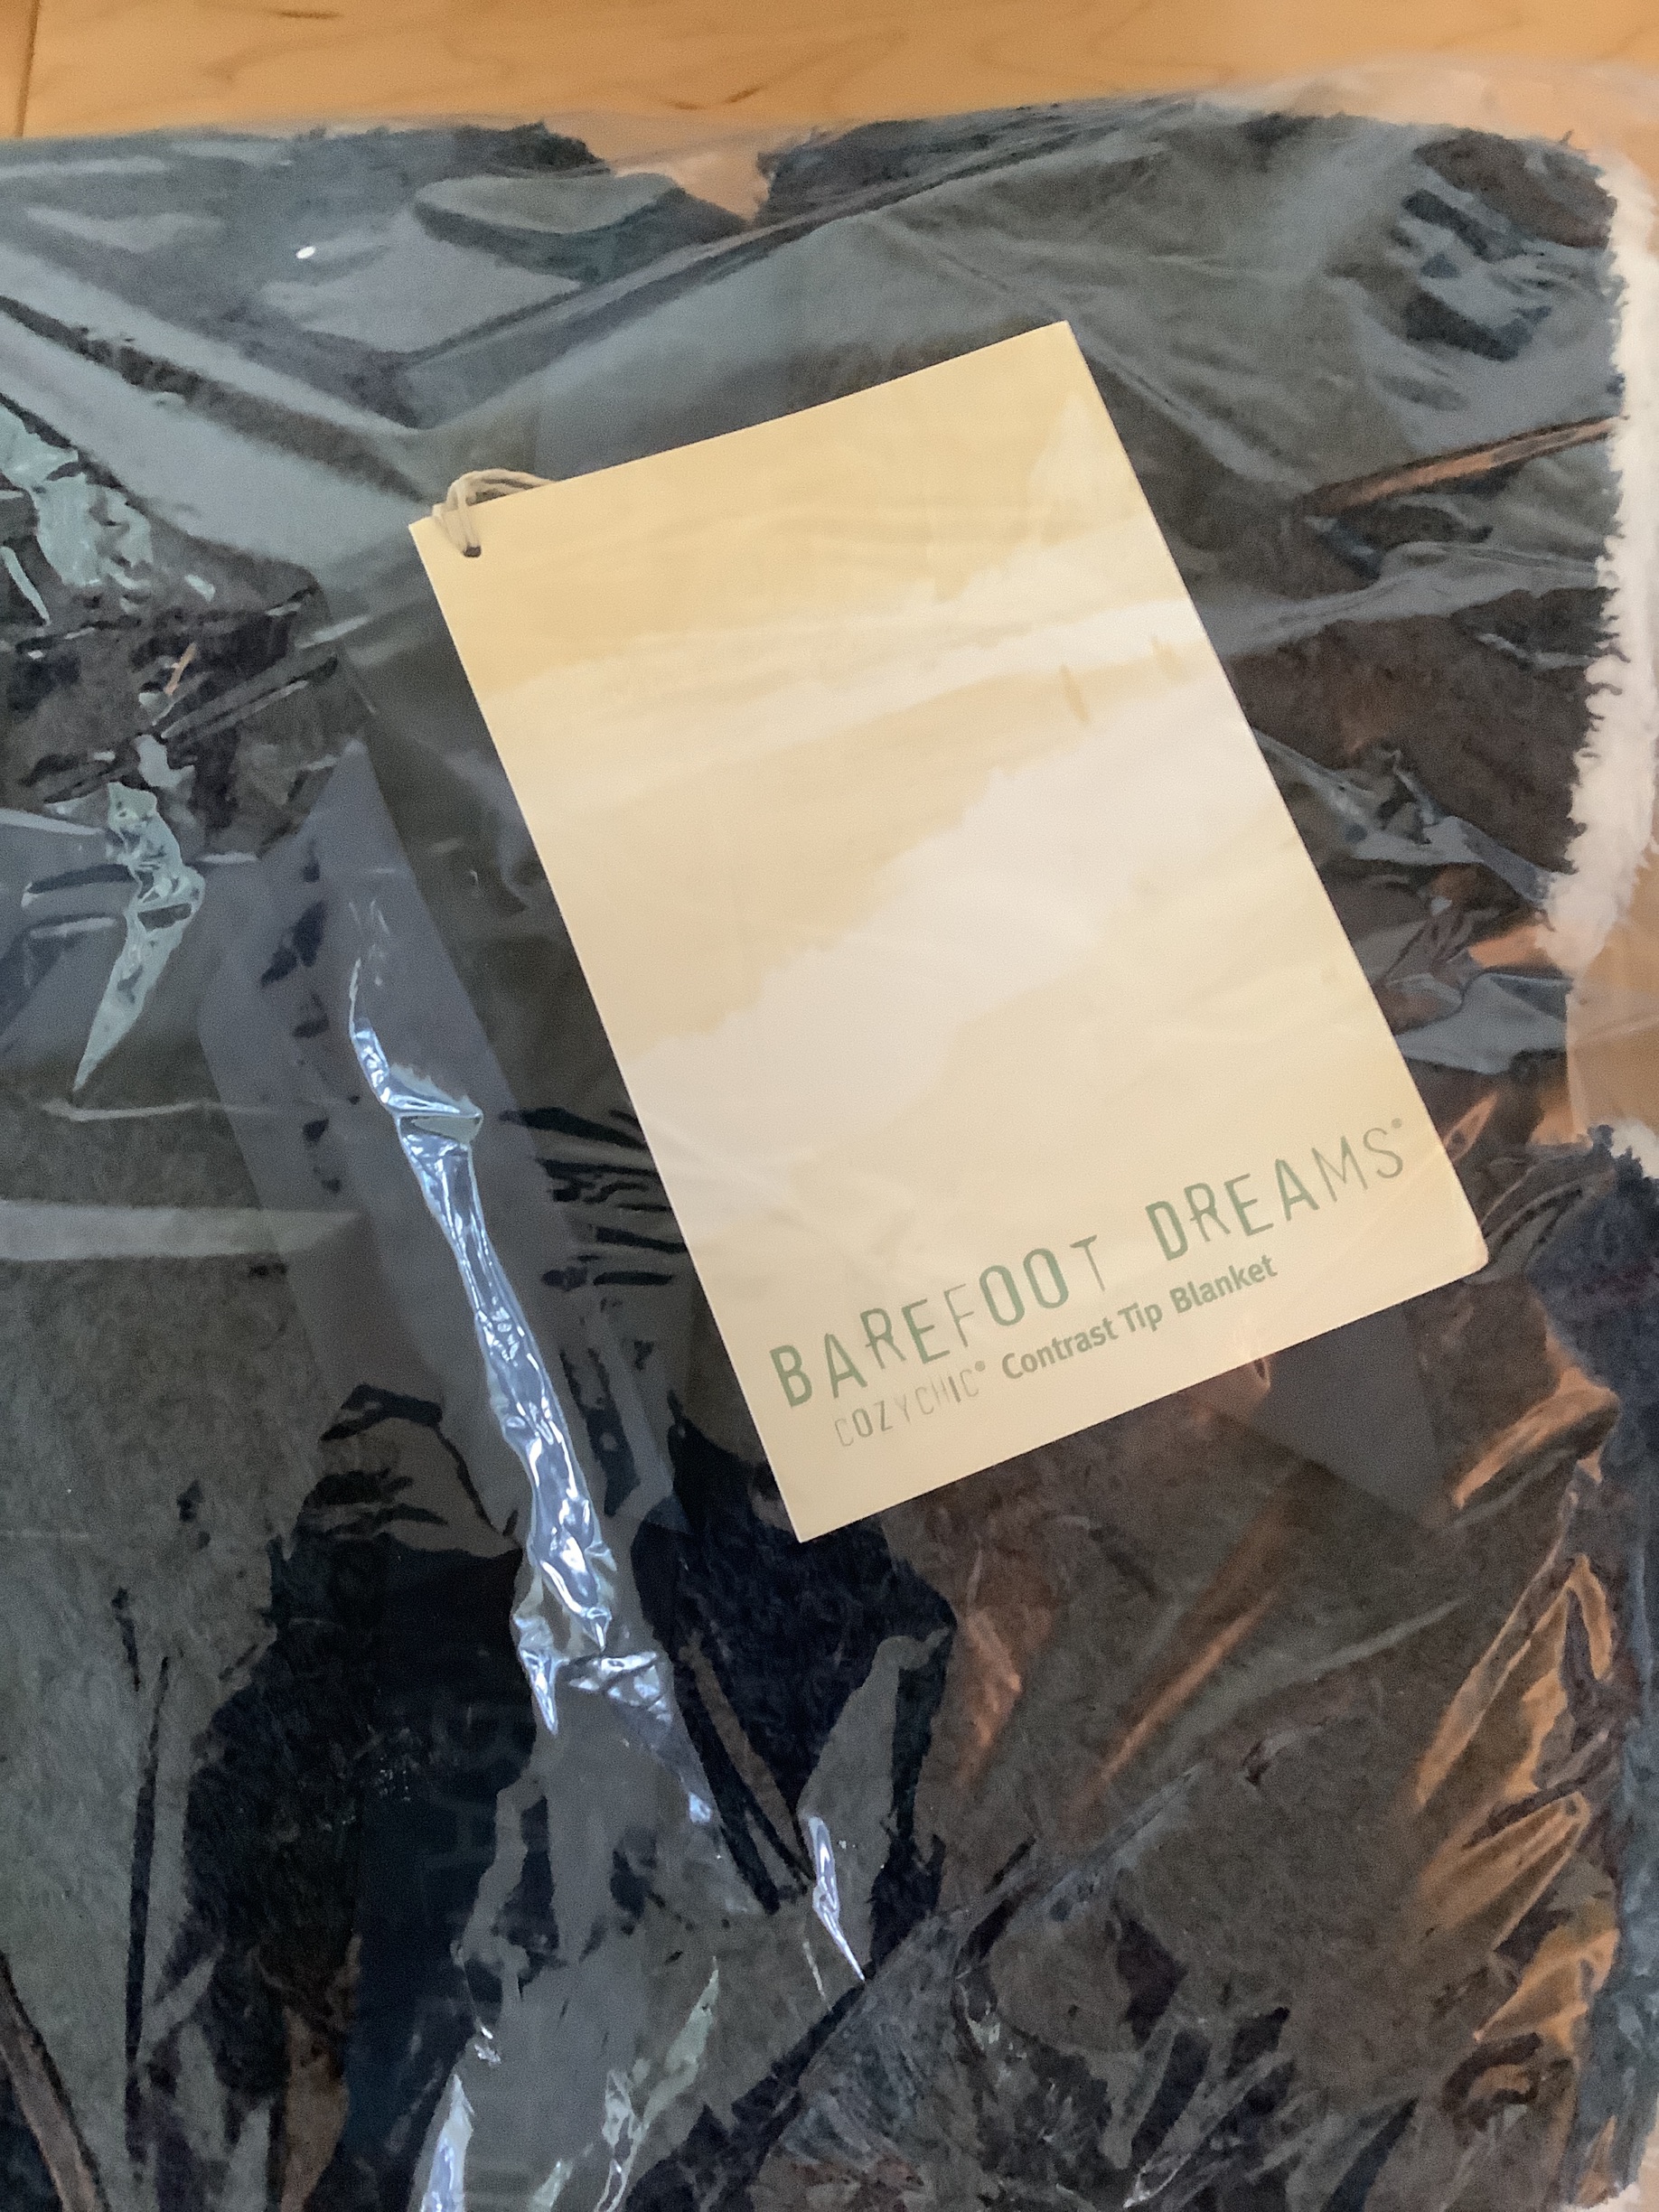 BAREFOOT DREAMS®
COZYCHIC® Contrast Tip Blanket